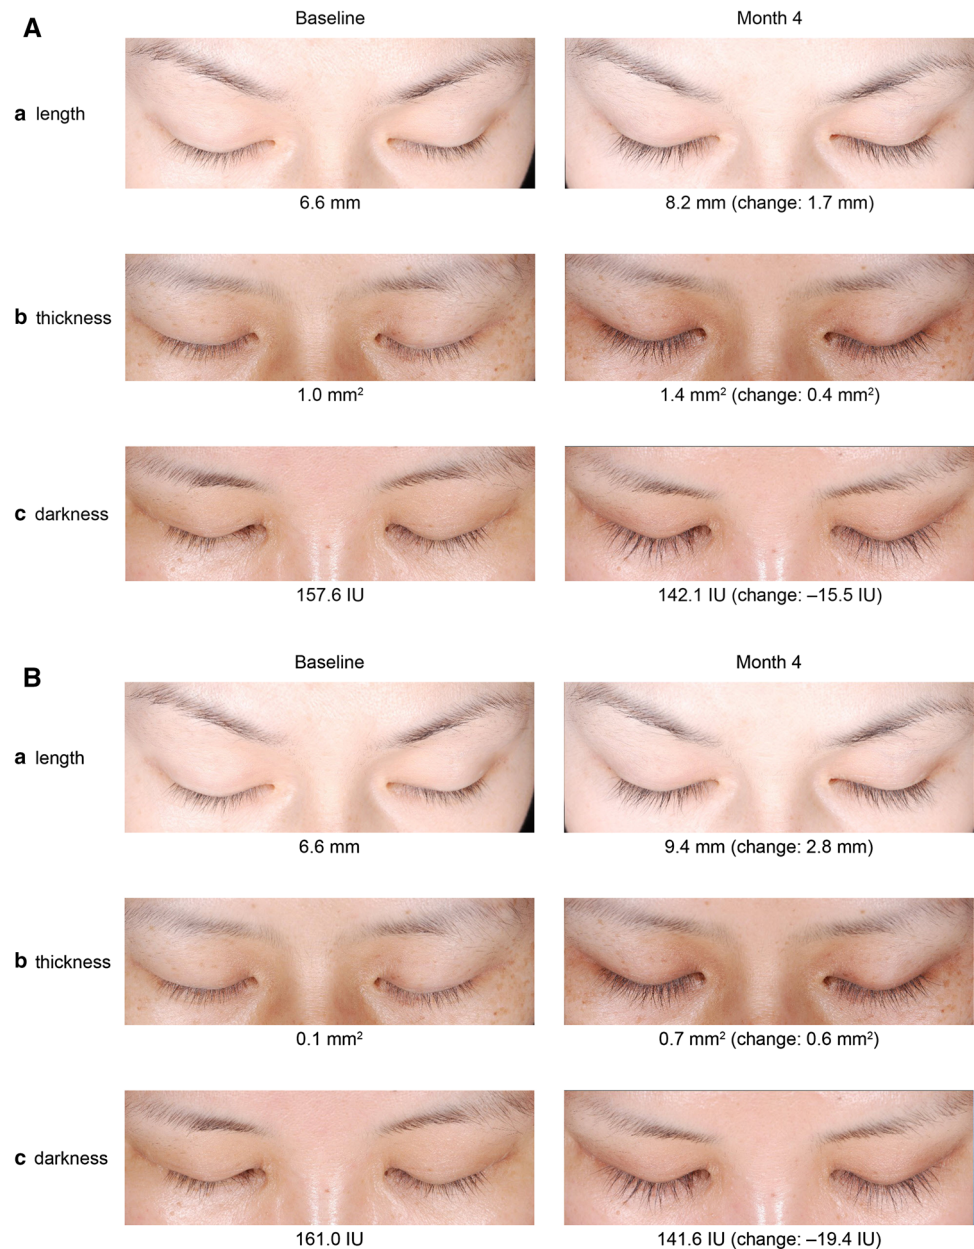 A
Baseline Month 4
a length
6.6 mm 8.2 mm (change: 1.7 mm)
b thickness
1.0 mm² 1.4 mm² (change: 0.4 mm²)
c darkness
157.6 IU 142.1 IU (change: –15.5 IU)
B
Baseline Month 4
a length
6.6 mm 9.4 mm (change: 2.8 mm)
b thickness
0.1 mm² 0.7 mm² (change: 0.6 mm²)
c darkness
161.0 IU 141.6 IU (change: –19.4 IU)